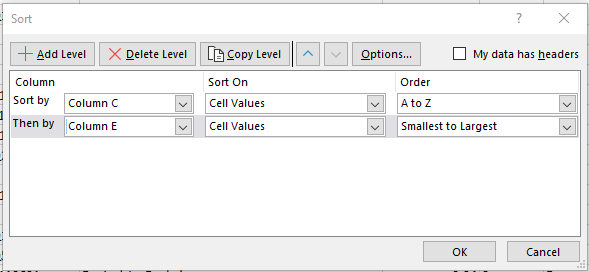 Sort
? ×
Add Level Delete Level Copy Level Options... My data has headers
Column Sort On Order
Sort by Column C Cell Values A to Z
Then by Column E Cell Values Smallest to Largest
OK Cancel